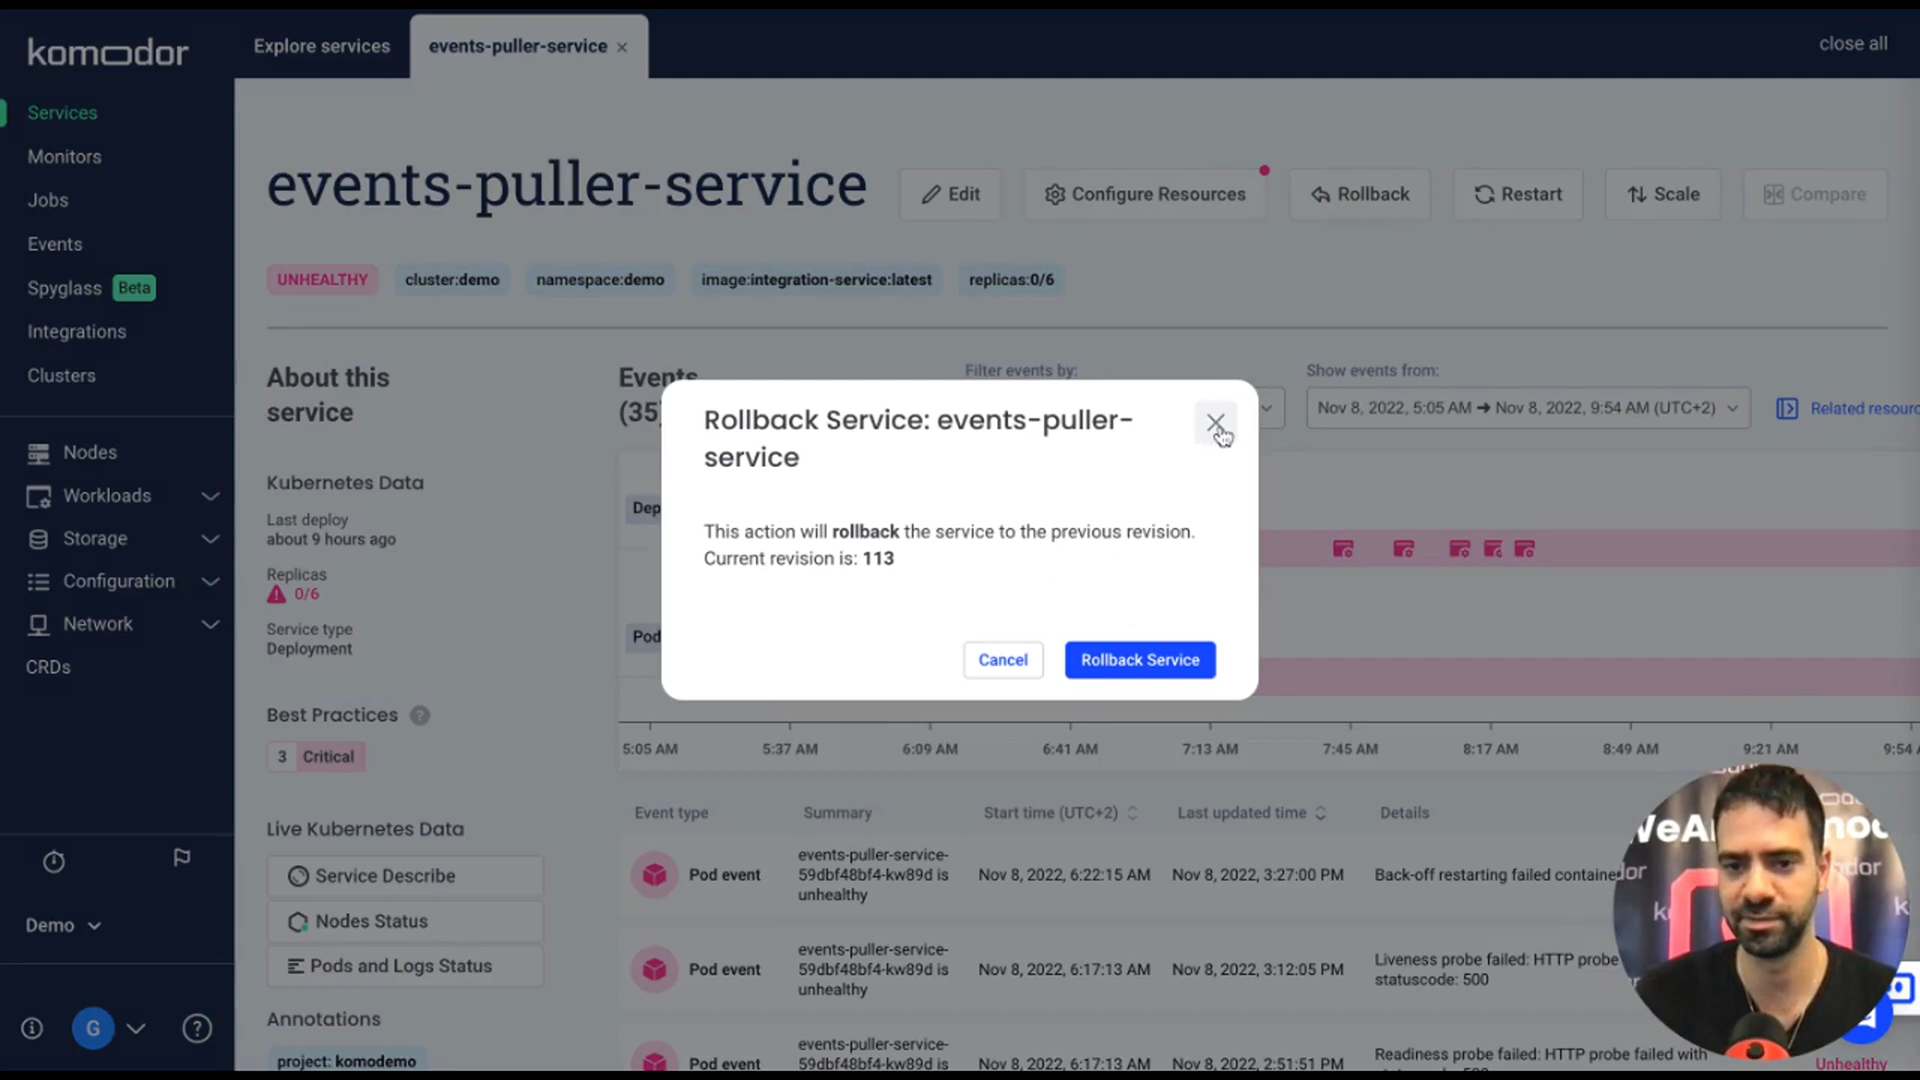 komodor
Explore services
events-puller-service
close all
Services
Monitors
Jobs
Events
Spyglass Beta
Integrations
Clusters
Nodes
Workloads
Storage
Configuration
Network
CRDs
Demo
G
events-puller-service
Edit
Configure Resources
Rollback
Restart
Scale
Compare
UNHEALTHY
cluster:demo
namespace:demo
image:integration-service:latest
replicas:0/6
About this
service
Kubernetes Data
Last deploy
about 9 hours ago
Replicas
0/6
Service type
Deployment
Best Practices ?
3 Critical
Live Kubernetes Data
Service Describe
Nodes Status
Pods and Logs Status
Annotations
project: komodemo
Events
(35)
Filter events by:
Show events from:
Nov 8, 2022, 5:05 AM → Nov 8, 2022, 9:54 AM (UTC+2)
Related resourc
Dep
Pod
Rollback Service: events-puller-
service
This action will rollback the service to the previous revision.
Current revision is: 113
Cancel
Rollback Service
5:05 AM 5:37 AM 6:09 AM 6:41 AM 7:13 AM 7:45 AM 8:17 AM 8:49 AM 9:21 AM 9:54 A
Event type Summary Start time (UTC+2) Last updated time Details
Pod event
events-puller-service-
59dbf48bf4-kw89d is
unhealthy
Nov 8, 2022, 6:22:15 AM
Nov 8, 2022, 3:27:00 PM
Back-off restarting failed containe
Pod event
events-puller-service-
59dbf48bf4-kw89d is
unhealthy
Nov 8, 2022, 6:17:13 AM
Nov 8, 2022, 3:12:05 PM
Liveness probe failed: HTTP probe
statuscode: 500
Pod event
events-puller-service-
59dbf48bf4-kw89d is
Nov 8, 2022, 6:17:13 AM
Nov 8, 2022, 2:51:51 PM
Readiness probe failed: HTTP probe failed with
Unhealthy